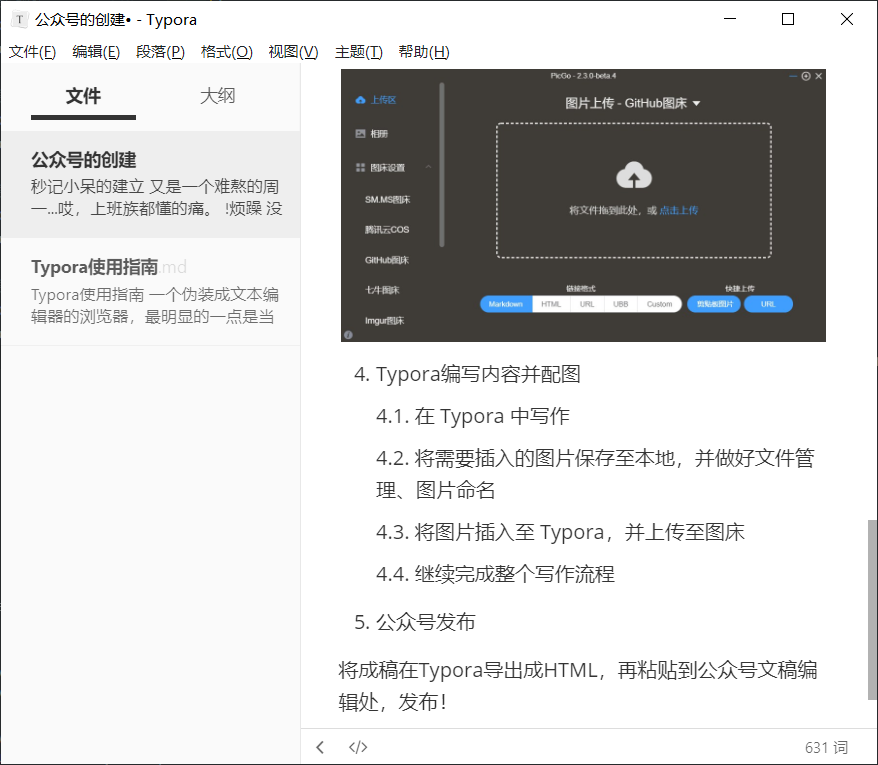 T 公众号的创建• - Typora
文件(F) 编辑(E) 段落(P) 格式(O) 视图(V) 主题(T) 帮助(H)
文件 大纲
公众号的创建
秒记小呆的建立 又是一个难熬的周
一...哎，上班族都懂的痛。 !烦躁 没
Typora使用指南.md
Typora使用指南 一个伪装成文本编
辑器的浏览器，最明显的一点是当
PicGo - 2.3.0-beta.4
上传区
相册
图床设置
SM.MS图床
腾讯云COS
GitHub图床
七牛图床
Imgur图床
图片上传 - GitHub图床
将文件拖到此处，或 点击上传
链接格式 快捷上传
Markdown HTML URL UBB Custom 剪贴板图片 URL
4. Typora编写内容并配图
4.1. 在 Typora 中写作
4.2. 将需要插入的图片保存至本地，并做好文件管
理、图片命名
4.3. 将图片插入至 Typora，并上传至图床
4.4. 继续完成整个写作流程
5. 公众号发布
将成稿在Typora导出成HTML，再粘贴到公众号文稿编
辑处，发布！
631 词